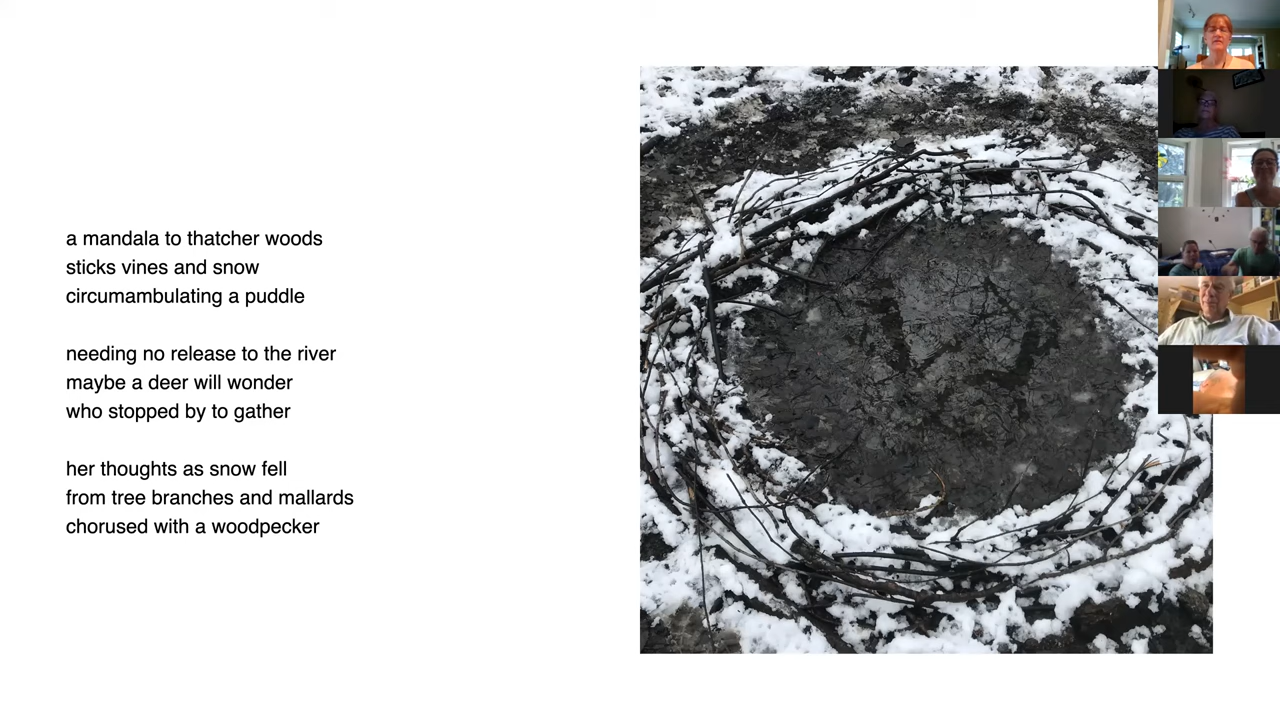 a mandala to thatcher woods
sticks vines and snow
circumambulating a puddle
needing no release to the river
maybe a deer will wonder
who stopped by to gather
her thoughts as snow fell
from tree branches and mallards
chorused with a woodpecker